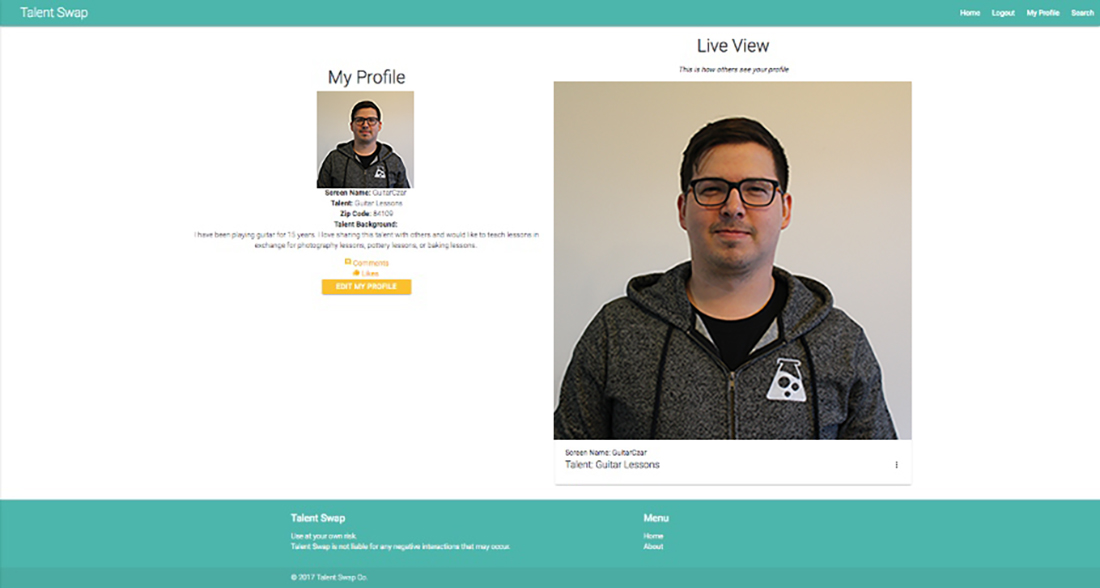 Talent Swap
Home Logout My Profile Search
My Profile
Screen Name: GuitarCzar
Talent: Guitar Lessons
Zip Code: 84109
Talent Background:
I have been playing guitar for 15 years. I love sharing this talent with others and would like to teach lessons in
exchange for photography lessons, pottery lessons, or baking lessons.
Comments
Likes
EDIT MY PROFILE
Live View
This is how others see your profile
Screen Name: GuitarCzar
Talent: Guitar Lessons
Talent Swap
Use at your own risk
Talent Swap is not liable for any negative interactions that may occur.
Menu
Home
About
© 2017 Talent Swap Co.